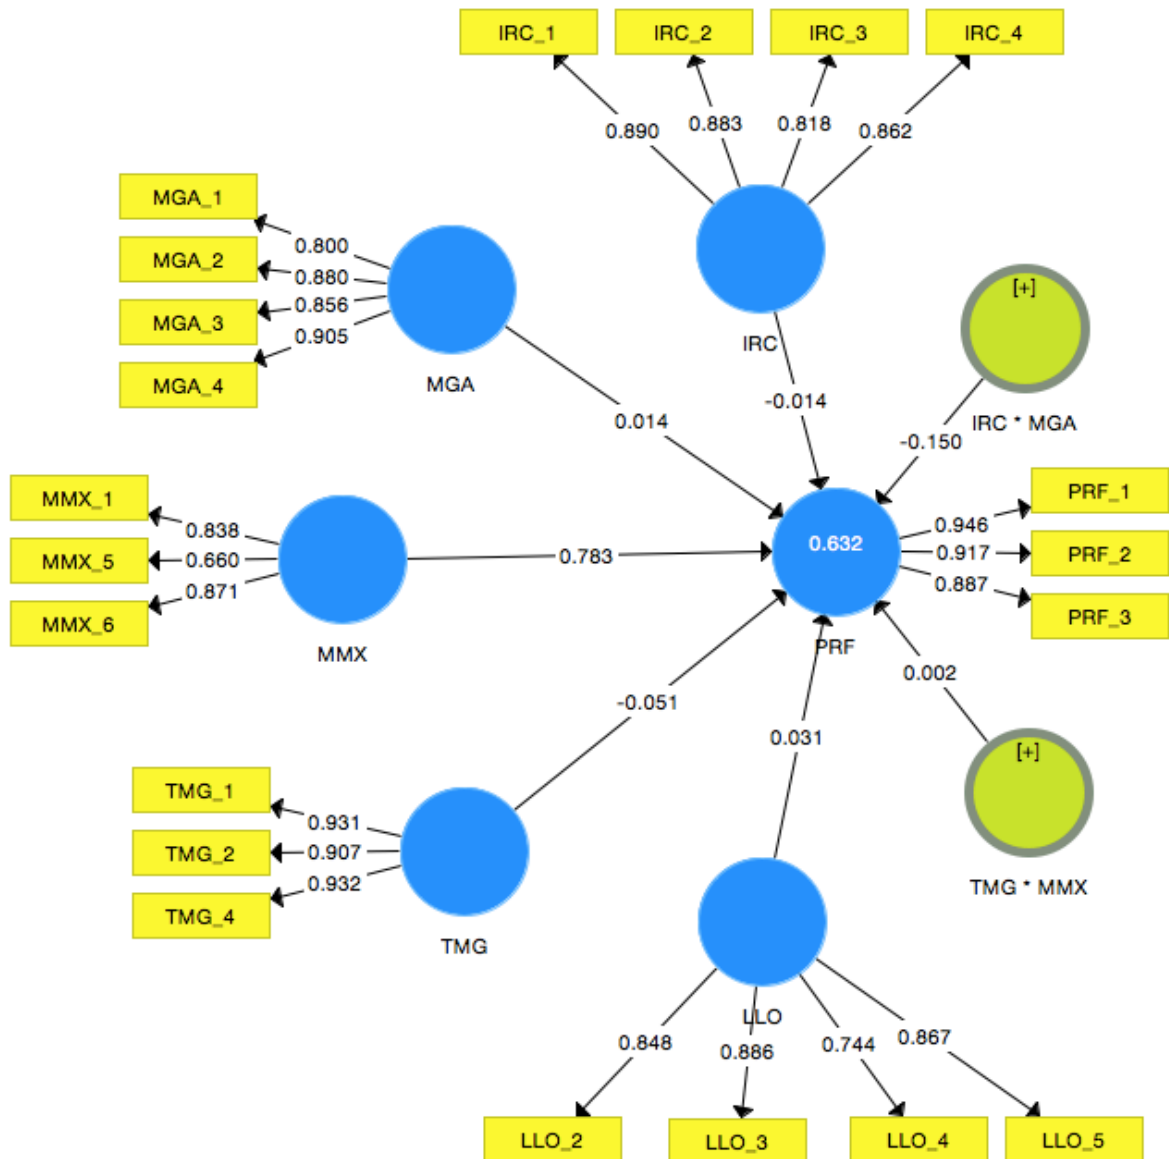 IRC_1 IRC_2 IRC_3 IRC_4
0.890 0.883 0.818 0.862
IRC
MGA_1
MGA_2
MGA_3
MGA_4
0.800
0.880
0.856
0.905
MGA
0.014
-0.014
[+]
IRC * MGA
-0.150
MMX_1
MMX_5
MMX_6
0.838
0.660
0.871
MMX
0.783
0.632
PRF
0.946
0.917
0.887
PRF_1
PRF_2
PRF_3
-0.051
0.031
0.002
[+]
TMG * MMX
TMG_1
TMG_2
TMG_4
0.931
0.907
0.932
TMG
LLO
0.848 0.886 0.744 0.867
LLO_2 LLO_3 LLO_4 LLO_5